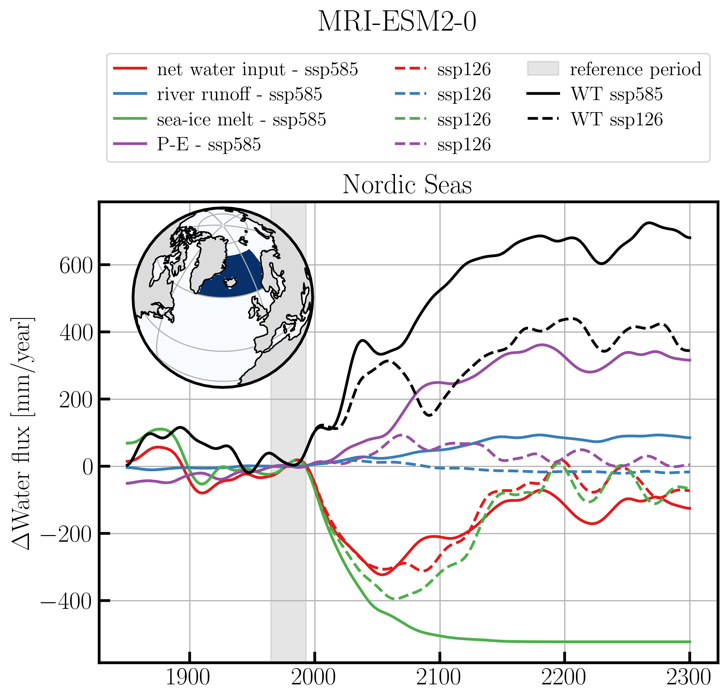 MRI-ESM2-0
net water input - ssp585
river runoff - ssp585
sea-ice melt - ssp585
P-E - ssp585
ssp126
ssp126
ssp126
ssp126
reference period
WT ssp585
WT ssp126
Nordic Seas
ΔWater flux [mm/year]
600
400
200
0
−200
−400
1900
2000
2100
2200
2300